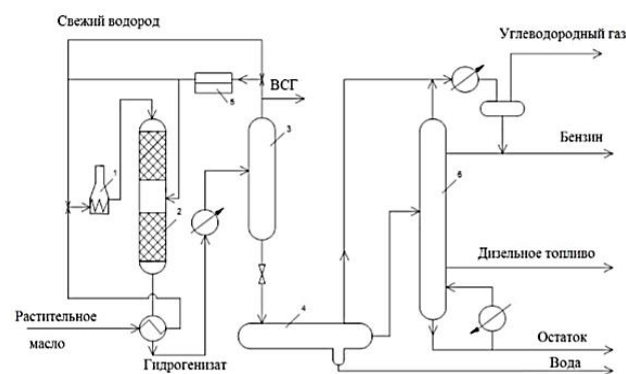 Свежий водород
Углеводородный газ
ВСГ
5
3
Бензин
1
2
6
Дизельное топливо
Растительное
масло
4
Гидрогенизат
Остаток
Вода